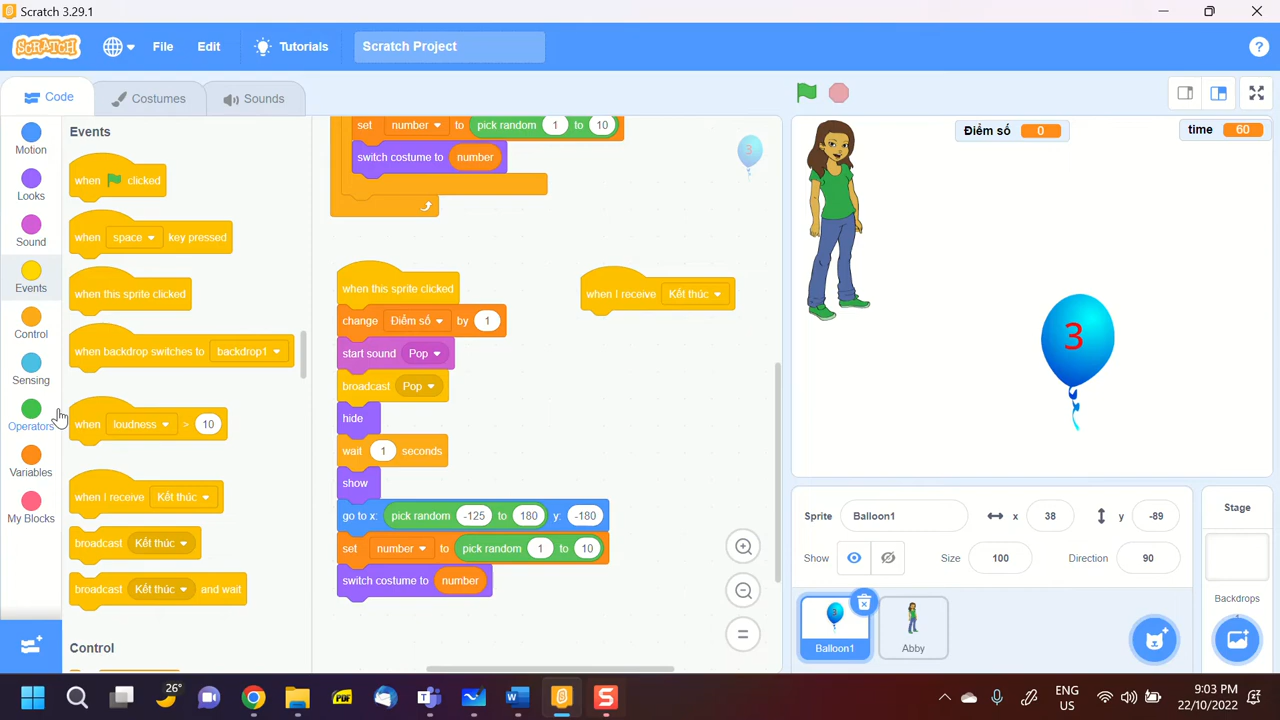 Scratch 3.29.1
SCRATCH File Edit Tutorials Scratch Project ?
Code Costumes Sounds
Motion
Looks
Sound
Events
Control
Sensing
Operators
Variables
My Blocks
Events
when clicked
when space key pressed
when this sprite clicked
when backdrop switches to backdrop1
when loudness > 10
when I receive Kết thúc
broadcast Kết thúc
broadcast Kết thúc and wait
Control
set number to pick random 1 to 10
switch costume to number
3
when this sprite clicked
change Điểm số by 1
start sound Pop
broadcast Pop
hide
wait 1 seconds
show
go to x: pick random -125 to 180 y: -180
set number to pick random 1 to 10
switch costume to number
when I receive Kết thúc
Điểm số 0
time 60
3
Sprite Balloon1 x 38 y -89
Show Size 100 Direction 90
3
Balloon1
Abby
Stage
Backdrops
26°
PDF
W
S
ENG
US
9:03 PM
22/10/2022